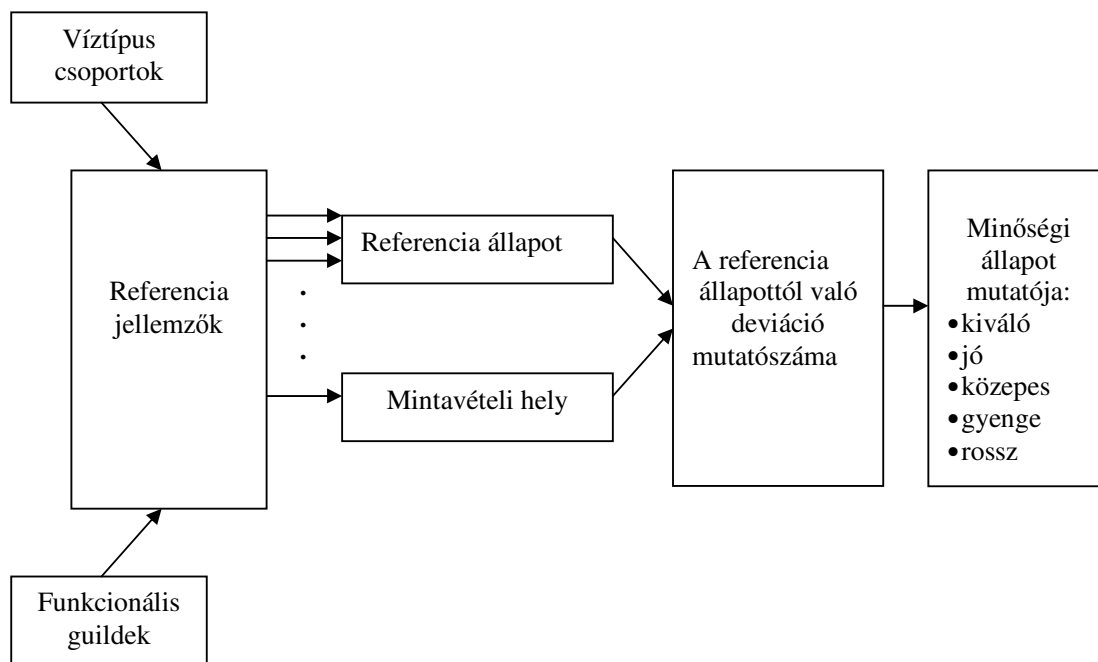 Víztípus
csoportok
Referencia
jellemzők
Referencia állapot
.
.
.
Mintavételi hely
A referencia
állapottól való
deviáció
mutatószáma
Minőségi
állapot
mutatója:
•kiváló
•jó
•közepes
•gyenge
•rossz
Funkcionális
guildek